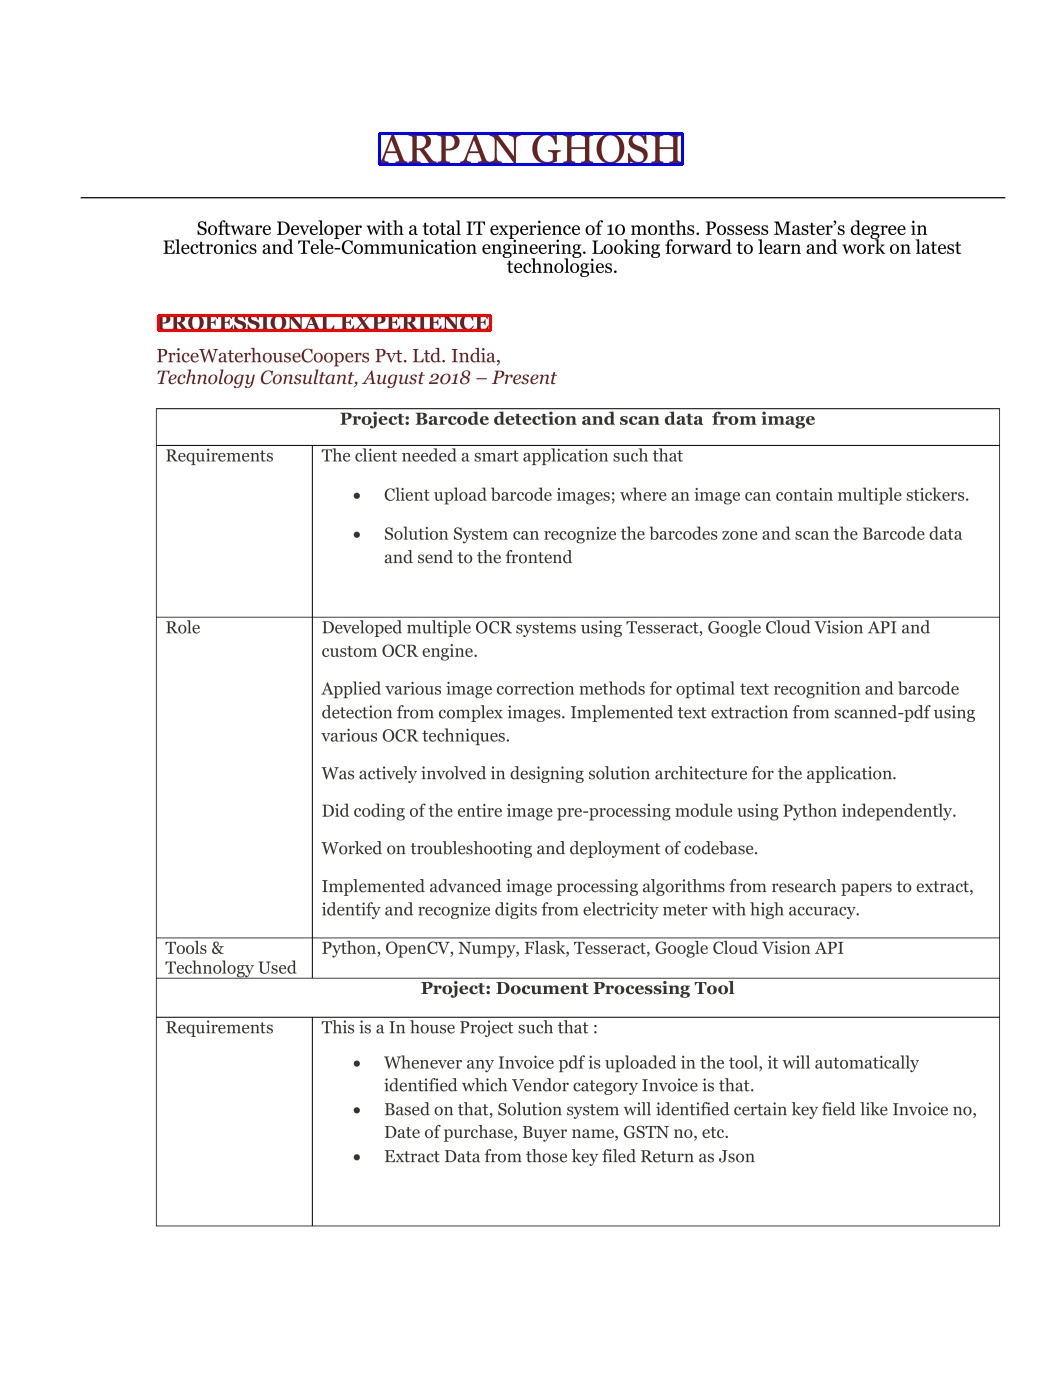 ARPAN GHOSH
Software Developer with a total IT experience of 10 months. Possess Master’s degree in
Electronics and Tele-Communication engineering. Looking forward to learn and work on latest
technologies.
PROFESSIONAL EXPERIENCE
PriceWaterhouseCoopers Pvt. Ltd. India,
Technology Consultant, August 2018 – Present
Project: Barcode detection and scan data  from image
Requirements
The client needed a smart application such that
• Client upload barcode images; where an image can contain multiple stickers.
• Solution System can recognize the barcodes zone and scan the Barcode data
and send to the frontend
Role
Developed multiple OCR systems using Tesseract, Google Cloud Vision API and
custom OCR engine.
Applied various image correction methods for optimal text recognition and barcode
detection from complex images. Implemented text extraction from scanned-pdf using
various OCR techniques.
Was actively involved in designing solution architecture for the application.
Did coding of the entire image pre-processing module using Python independently.
Worked on troubleshooting and deployment of codebase.
Implemented advanced image processing algorithms from research papers to extract,
identify and recognize digits from electricity meter with high accuracy.
Tools &
Technology Used
Python, OpenCV, Numpy, Flask, Tesseract, Google Cloud Vision API
Project: Document Processing Tool
Requirements
This is a In house Project such that :
• Whenever any Invoice pdf is uploaded in the tool, it will automatically
identified which Vendor category Invoice is that.
• Based on that, Solution system will identified certain key field like Invoice no,
Date of purchase, Buyer name, GSTN no, etc.
• Extract Data from those key filed Return as Json